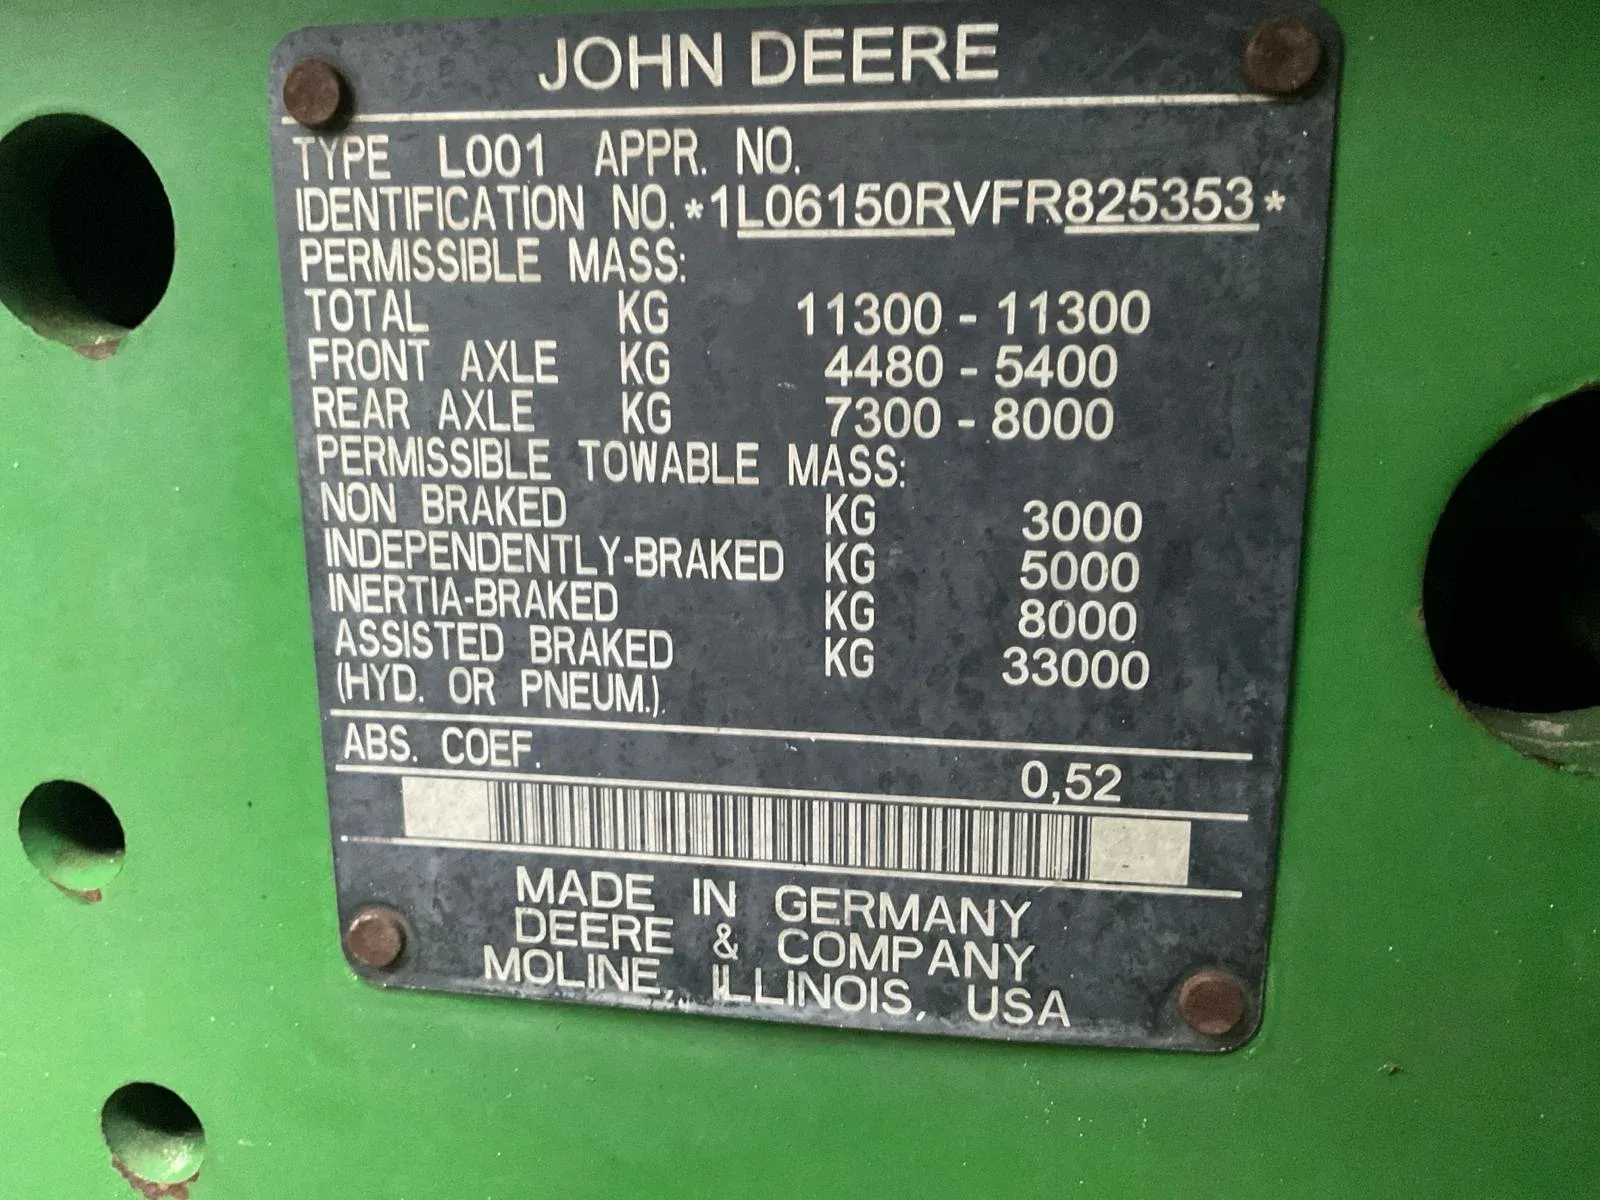 JOHN DEERE
TYPE L001 APPR. NO.
IDENTIFICATION NO. *1L06150RVFR825353*
PERMISSIBLE MASS:
TOTAL KG 11300 - 11300
FRONT AXLE KG 4480 - 5400
REAR AXLE KG 7300 - 8000
PERMISSIBLE TOWABLE MASS:
NON BRAKED KG 3000
INDEPENDENTLY-BRAKED KG 5000
INERTIA-BRAKED KG 8000
ASSISTED BRAKED KG 33000
(HYD. OR PNEUM.)
ABS. COEF. 0,52
MADE IN GERMANY
DEERE & COMPANY
MOLINE, ILLINOIS, USA